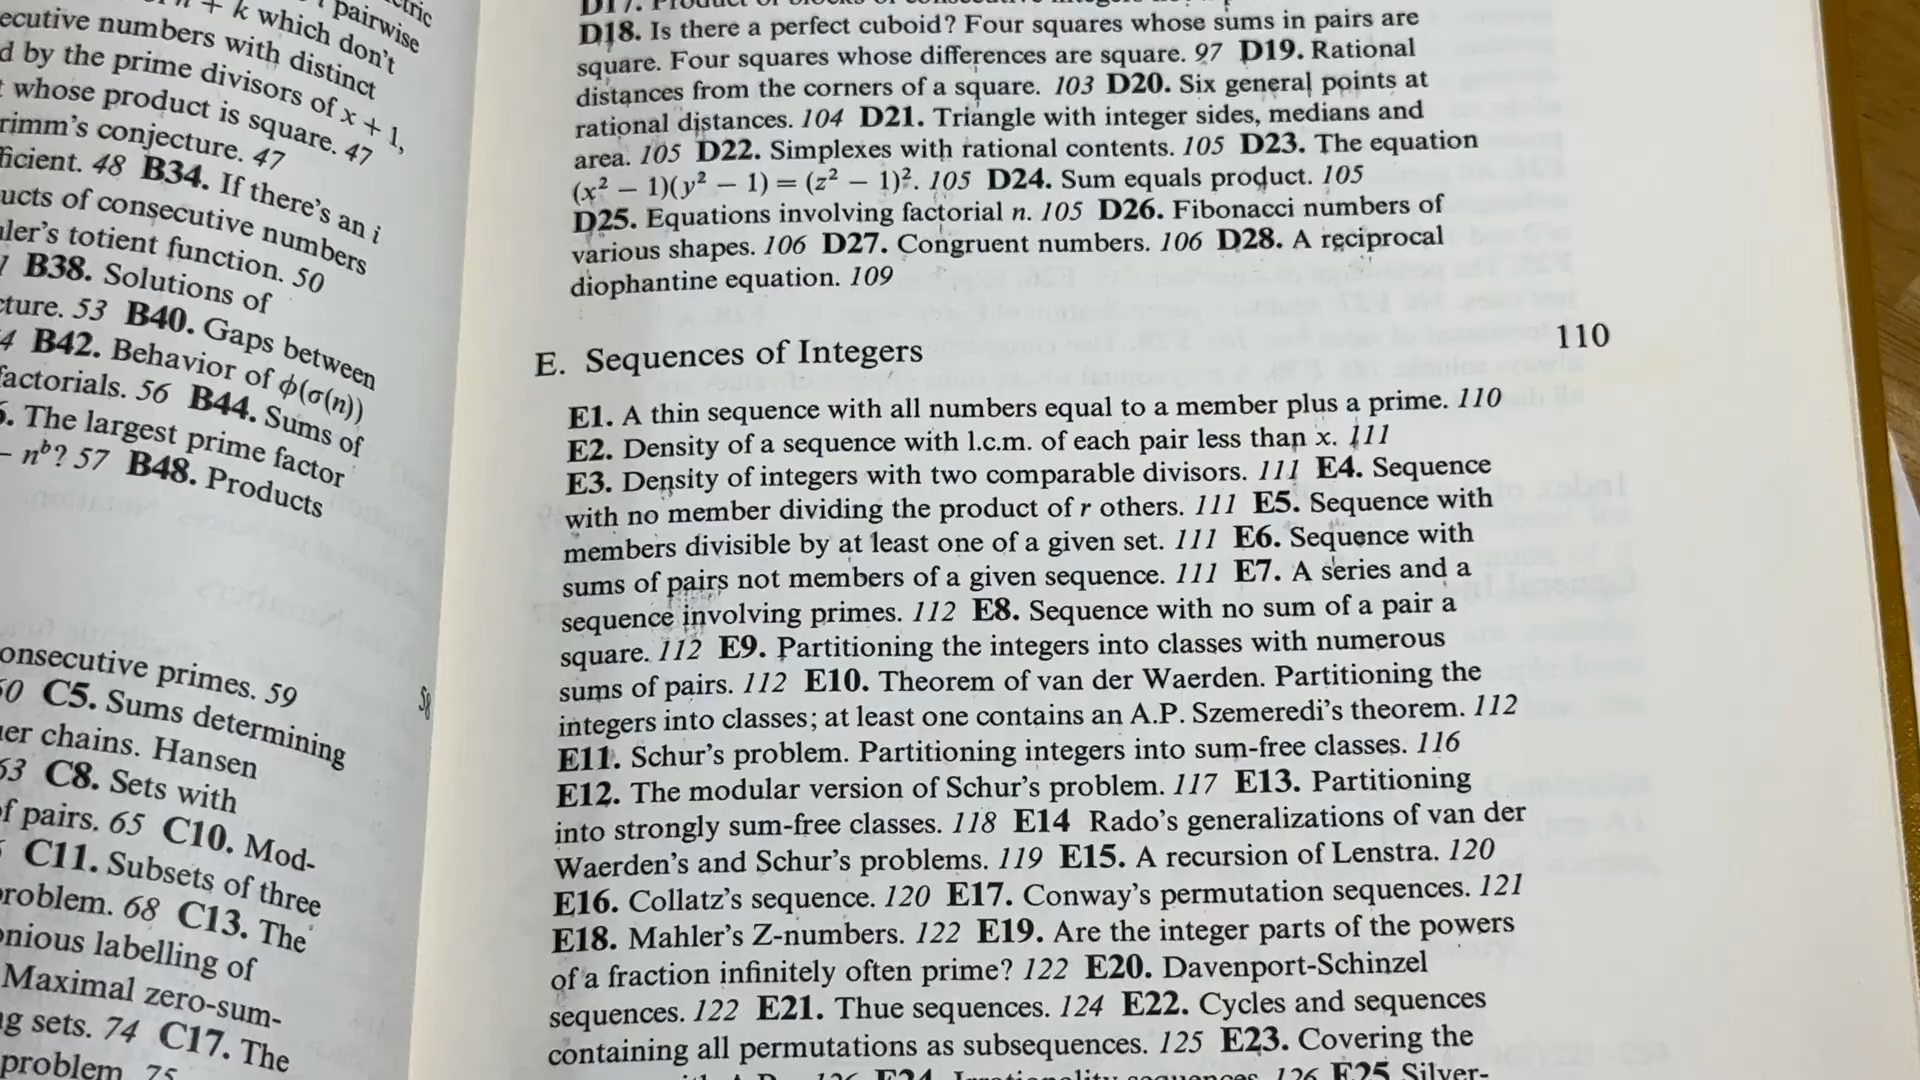 n + k which don't
pairwise
ecutive numbers with distinct
d by the prime divisors of x + 1,
whose product is square. 47
rimm's conjecture. 47
ficient. 48 B34. If there's an i
ucts of consecutive numbers
uler's totient function. 50
B38. Solutions of
cture. 53 B40. Gaps between
4 B42. Behavior of ϕ(σ(n))
factorials. 56 B44. Sums of
. The largest prime factor
– nᵇ? 57 B48. Products
onsecutive primes. 59
60 C5. Sums determining
er chains. Hansen
63 C8. Sets with
of pairs. 65 C10. Mod-
C11. Subsets of three
problem. 68 C13. The
onious labelling of
Maximal zero-sum-
ng sets. 74 C17. The
problem 75
58
D18. Is there a perfect cuboid? Four squares whose sums in pairs are
square. Four squares whose differences are square. 97 D19. Rational
distances from the corners of a square. 103 D20. Six general points at
rational distances. 104 D21. Triangle with integer sides, medians and
area. 105 D22. Simplexes with rational contents. 105 D23. The equation
(x² – 1)(y² – 1) = (z² – 1)². 105 D24. Sum equals product. 105
D25. Equations involving factorial n. 105 D26. Fibonacci numbers of
various shapes. 106 D27. Congruent numbers. 106 D28. A reciprocal
diophantine equation. 109
E. Sequences of Integers 110
E1. A thin sequence with all numbers equal to a member plus a prime. 110
E2. Density of a sequence with l.c.m. of each pair less than x. 111
E3. Density of integers with two comparable divisors. 111 E4. Sequence
with no member dividing the product of r others. 111 E5. Sequence with
members divisible by at least one of a given set. 111 E6. Sequence with
sums of pairs not members of a given sequence. 111 E7. A series and a
sequence involving primes. 112 E8. Sequence with no sum of a pair a
square. 112 E9. Partitioning the integers into classes with numerous
sums of pairs. 112 E10. Theorem of van der Waerden. Partitioning the
integers into classes; at least one contains an A.P. Szemeredi's theorem. 112
E11. Schur's problem. Partitioning integers into sum-free classes. 116
E12. The modular version of Schur's problem. 117 E13. Partitioning
into strongly sum-free classes. 118 E14 Rado's generalizations of van der
Waerden's and Schur's problems. 119 E15. A recursion of Lenstra. 120
E16. Collatz's sequence. 120 E17. Conway's permutation sequences. 121
E18. Mahler's Z-numbers. 122 E19. Are the integer parts of the powers
of a fraction infinitely often prime? 122 E20. Davenport-Schinzel
sequences. 122 E21. Thue sequences. 124 E22. Cycles and sequences
containing all permutations as subsequences. 125 E23. Covering the
126 E24. Irrationality sequences. 126 E25 Silver-